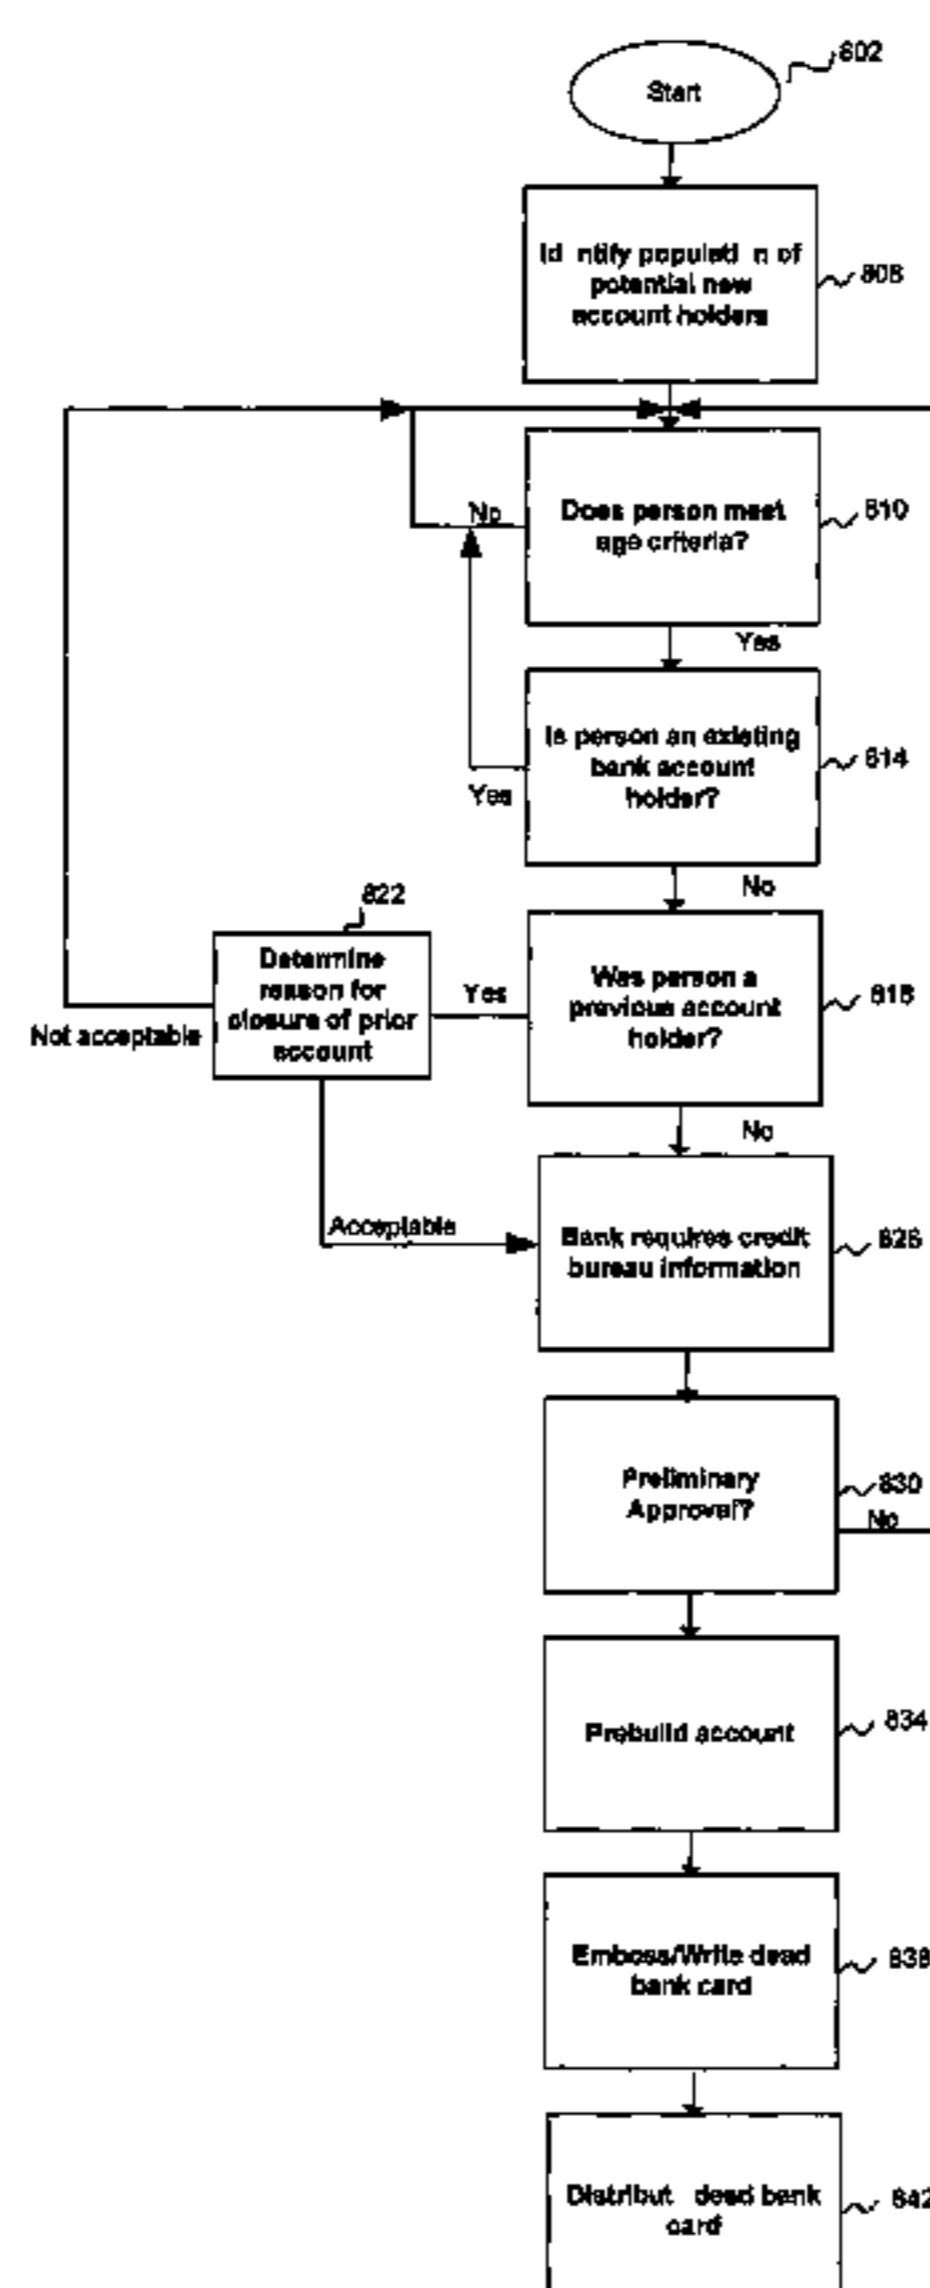 802
Start
Id ntify populati n of
potential new
account holders
808
Does person meet
age criteria?
810
No
Yes
Is person an existing
bank account
holder?
814
Yes
No
822
Determine
reason for
closure of prior
account
Yes
Was person a
previous account
holder?
818
Not acceptable
No
Acceptable
Bank requires credit
bureau information
826
Preliminary
Approval?
830
No
Prebuild account
834
Emboss/Write dead
bank card
838
Distribut dead bank
card
842